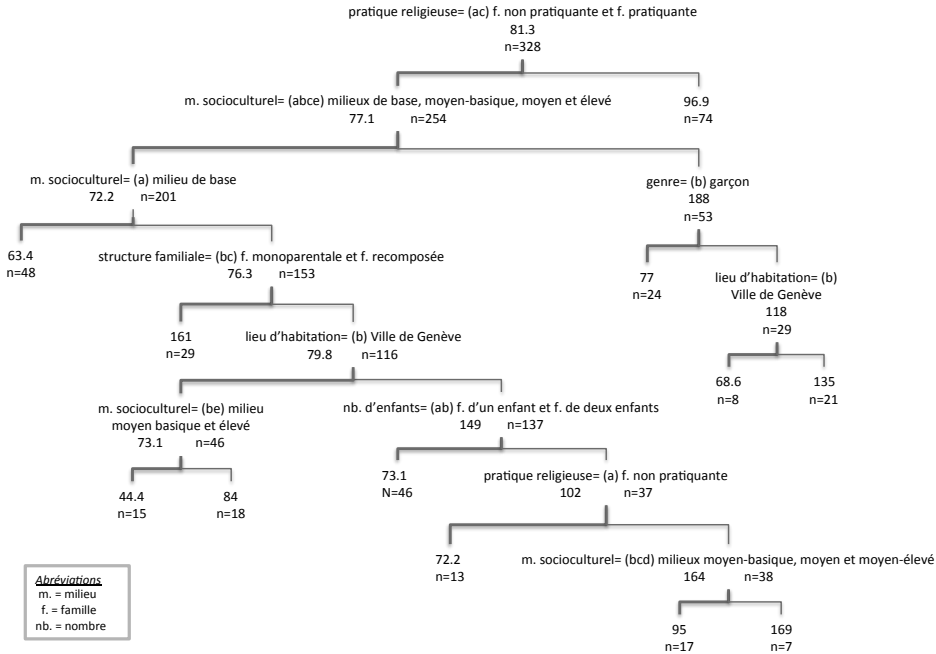 pratique religieuse= (ac) f. non pratiquante et f. pratiquante
81.3
n=328
m. socioculturel= (abce) milieux de base, moyen-basique, moyen et élevé
77.1 n=254
96.9
n=74
m. socioculturel= (a) milieu de base
72.2 n=201
genre= (b) garçon
188
n=53
63.4
n=48
structure familiale= (bc) f. monoparentale et f. recomposée
76.3 n=153
77
n=24
lieu d'habitation= (b)
Ville de Genève
118
n=29
161
n=29
lieu d'habitation= (b) Ville de Genève
79.8 n=116
68.6
n=8
135
n=21
m. socioculturel= (be) milieu
moyen basique et élevé
73.1 n=46
nb. d'enfants= (ab) f. d'un enfant et f. de deux enfants
149 n=137
44.4
n=15
84
n=18
73.1
N=46
pratique religieuse= (a) f. non pratiquante
102 n=37
72.2
n=13
m. socioculturel= (bcd) milieux moyen-basique, moyen et moyen-élevé
164 n=38
95
n=17
169
n=7
Abréviations
m. = milieu
f. = famille
nb. = nombre